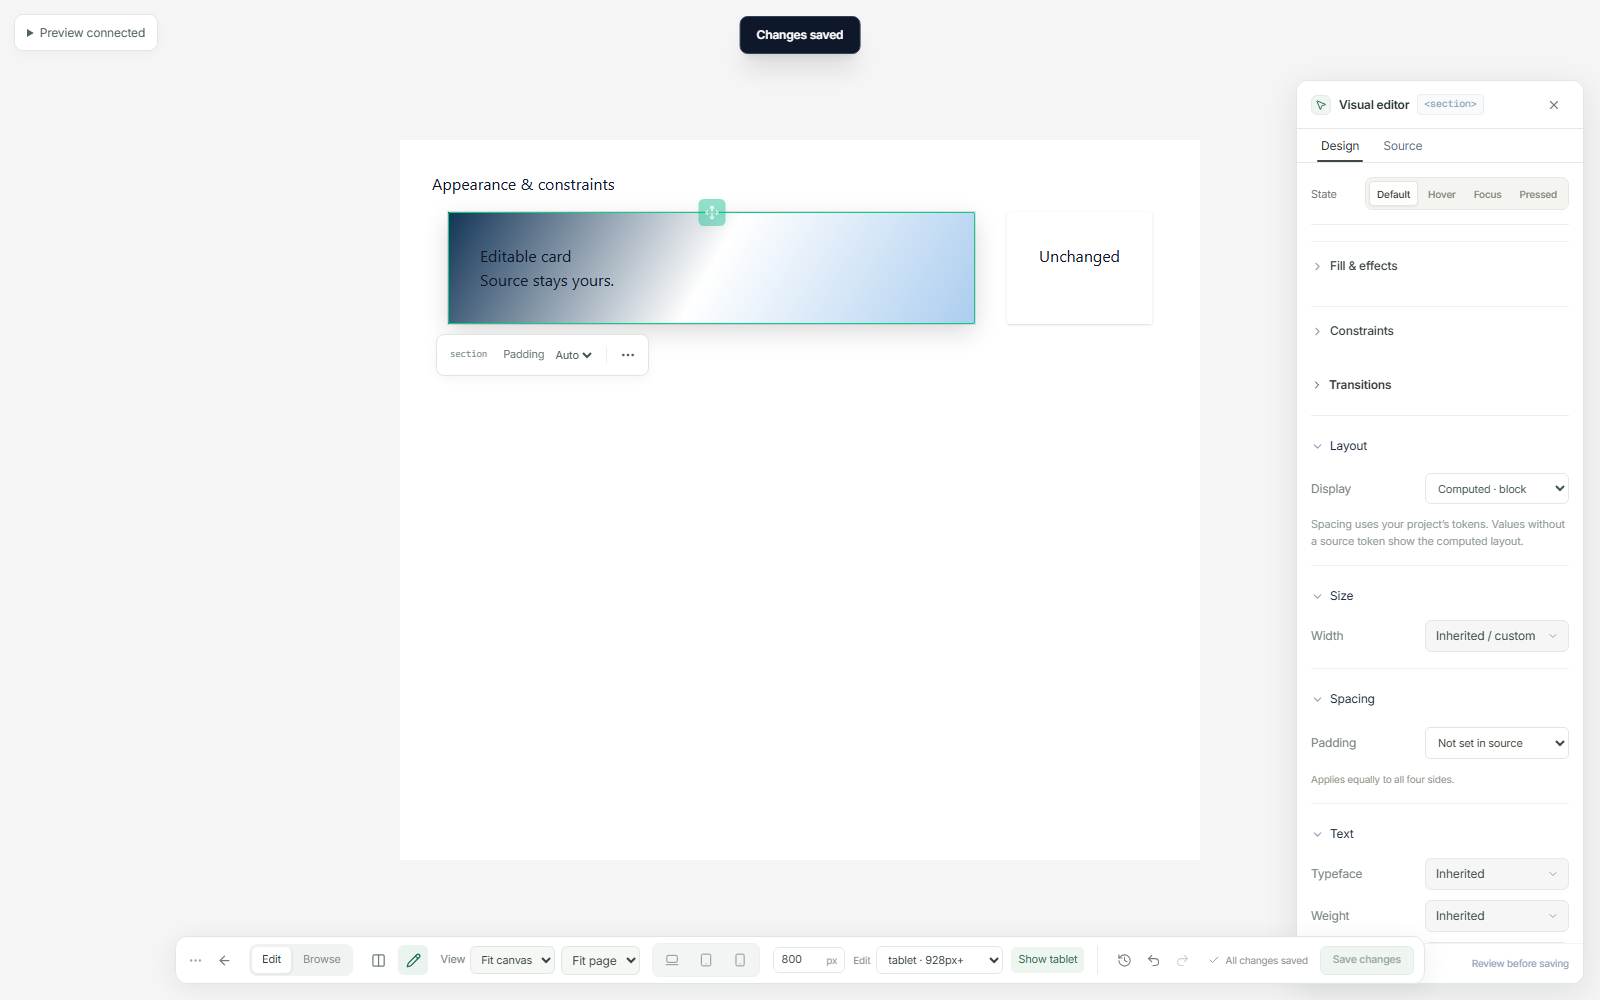 Preview connected
Changes saved
Visual editor
<section>
Design Source
State Default Hover Focus Pressed
Fill & effects
Constraints
Transitions
Layout
Display Computed · block
Spacing uses your project's tokens. Values without
a source token show the computed layout.
Size
Width Inherited / custom
Spacing
Padding Not set in source
Applies equally to all four sides.
Text
Typeface Inherited
Weight Inherited
Review before saving
Appearance & constraints
Editable card
Source stays yours.
Unchanged
section Padding Auto
Edit Browse View Fit canvas Fit page 800 px Edit tablet · 928px+ Show tablet All changes saved Save changes